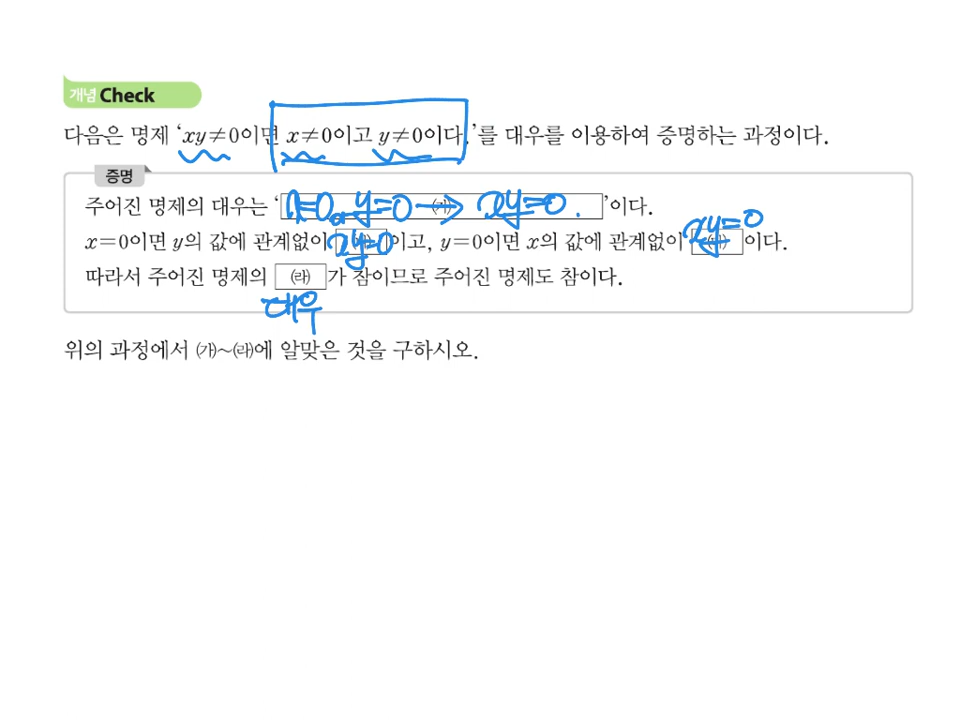 개념 Check
다음은 명제 ‘xy≠0이면 x≠0이고 y≠0이다.’를 대우를 이용하여 증명하는 과정이다.
증명
주어진 명제의 대우는 ‘ x=0 or y=0 → xy=0. ’이다.
x=0이면 y의 값에 관계없이 xy=0 이고, y=0이면 x의 값에 관계없이 xy=0 이다.
따라서 주어진 명제의 ㈑ 가 참이므로 주어진 명제도 참이다.
대우
위의 과정에서 ㈎~㈑에 알맞은 것을 구하시오.